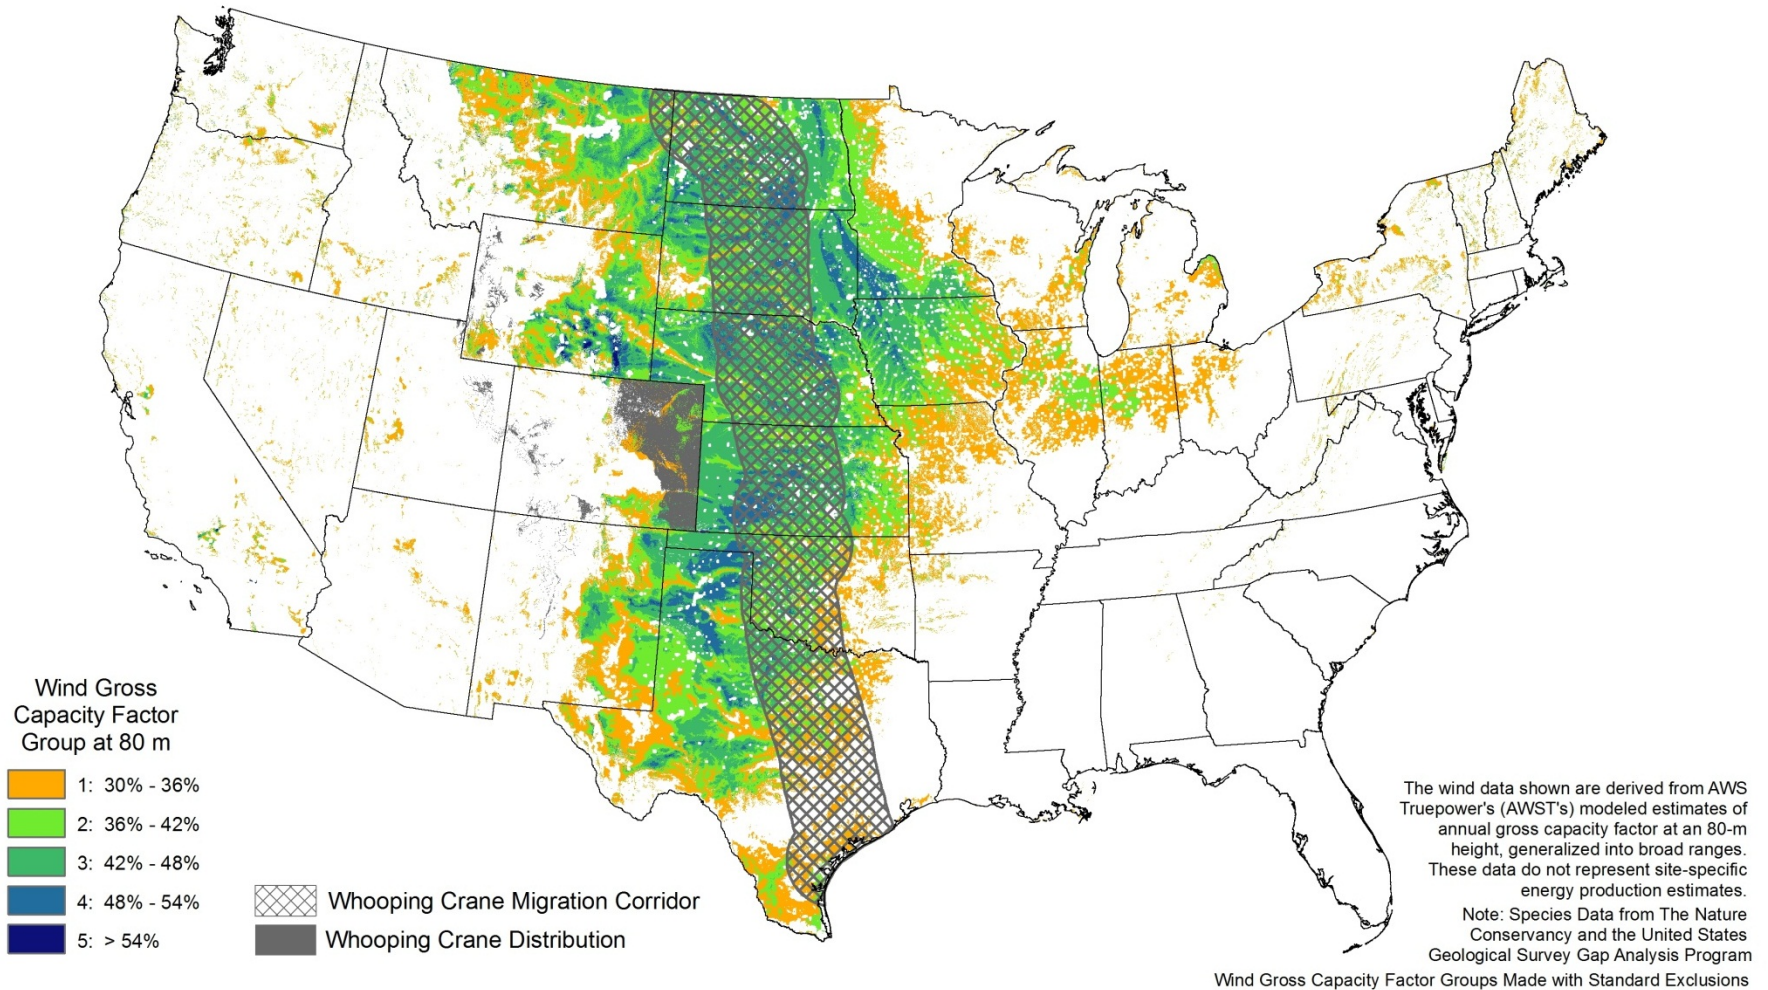 Wind Gross
Capacity Factor
Group at 80 m
1: 30% - 36%
2: 36% - 42%
3: 42% - 48%
4: 48% - 54%
5: > 54%
Whooping Crane Migration Corridor
Whooping Crane Distribution
The wind data shown are derived from AWS
Truepower's (AWST's) modeled estimates of
annual gross capacity factor at an 80-m
height, generalized into broad ranges.
These data do not represent site-specific
energy production estimates.
Note: Species Data from The Nature
Conservancy and the United States
Geological Survey Gap Analysis Program
Wind Gross Capacity Factor Groups Made with Standard Exclusions